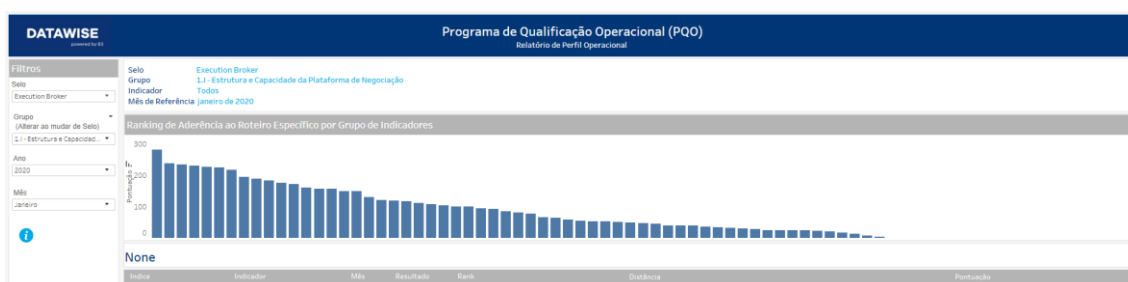 DATAWISE
powered by B3
Programa de Qualificação Operacional (PQO)
Relatório de Perfil Operacional
Filtros
Selo
Execution Broker
Grupo
(Alterar ao mudar de Selo)
1.I - Estrutura e Capacidad...
Ano
2020
Mês
Janeiro
Selo Execution Broker
Grupo 1.I - Estrutura e Capacidade da Plataforma de Negociação
Indicador Todos
Mês de Referência janeiro de 2020
Ranking de Aderência ao Roteiro Específico por Grupo de Indicadores
Pontuação
300
200
100
0
None
Indice Indicador Mês Resultado Rank Distância Pontuação